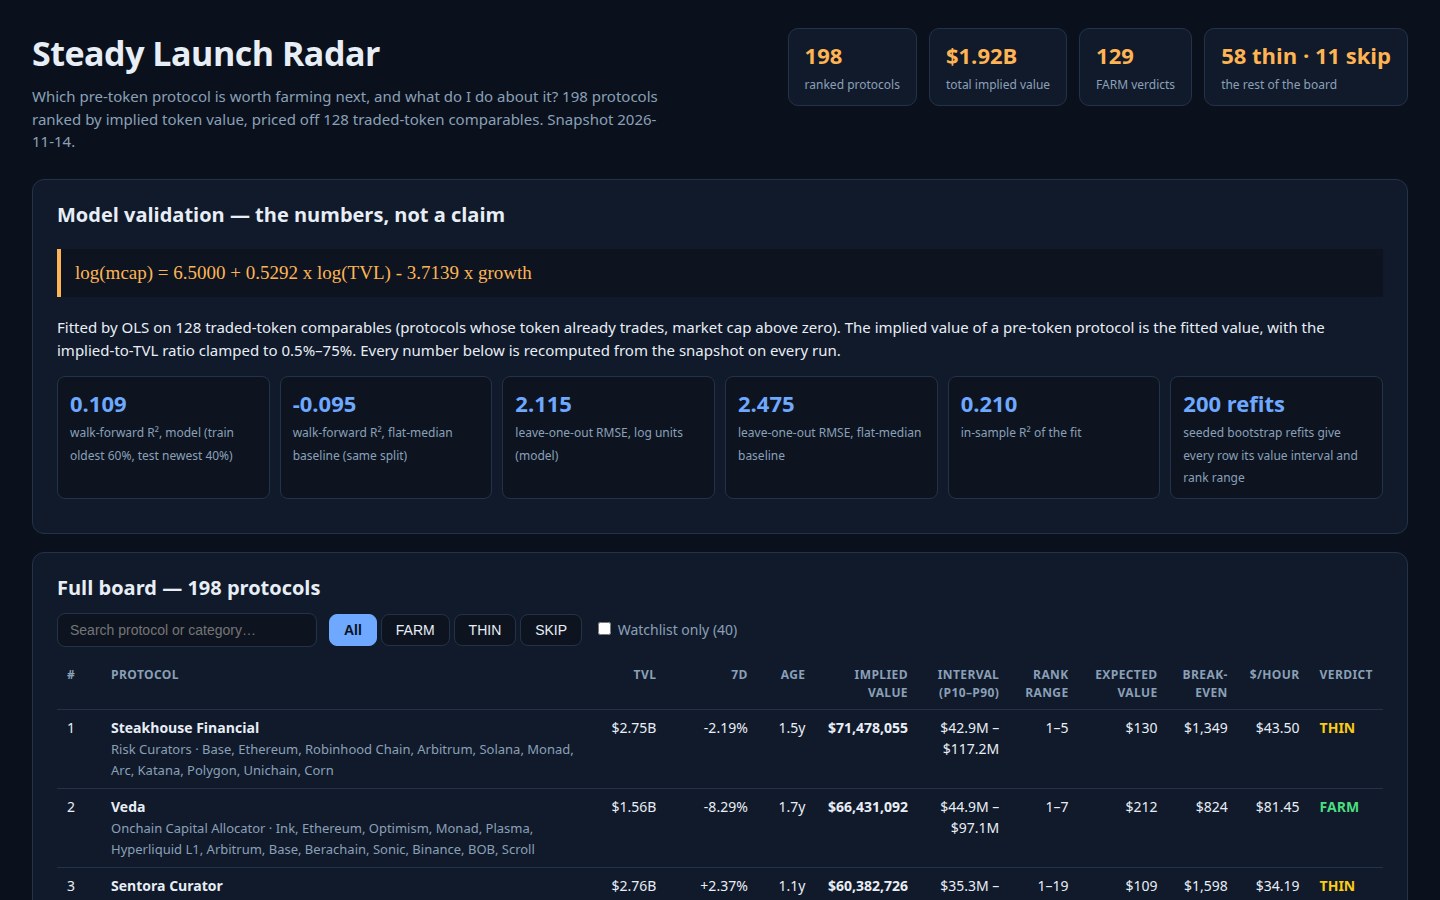 Steady Launch Radar
Which pre-token protocol is worth farming next, and what do I do about it? 198 protocols
ranked by implied token value, priced off 128 traded-token comparables. Snapshot 2026-
11-14.
198
ranked protocols
$1.92B
total implied value
129
FARM verdicts
58 thin · 11 skip
the rest of the board
Model validation — the numbers, not a claim
log(mcap) = 6.5000 + 0.5292 x log(TVL) - 3.7139 x growth
Fitted by OLS on 128 traded-token comparables (protocols whose token already trades, market cap above zero). The implied value of a pre-token protocol is the fitted value, with the
implied-to-TVL ratio clamped to 0.5%–75%. Every number below is recomputed from the snapshot on every run.
0.109
walk-forward R², model (train
oldest 60%, test newest 40%)
-0.095
walk-forward R², flat-median
baseline (same split)
2.115
leave-one-out RMSE, log units
(model)
2.475
leave-one-out RMSE, flat-median
baseline
0.210
in-sample R² of the fit
200 refits
seeded bootstrap refits give
every row its value interval and
rank range
Full board — 198 protocols
Search protocol or category…
All
FARM
THIN
SKIP
Watchlist only (40)
# PROTOCOL TVL 7D AGE IMPLIED INTERVAL RANK EXPECTED BREAK- $/HOUR VERDICT
VALUE (P10–P90) RANGE VALUE EVEN
1 Steakhouse Financial $2.75B -2.19% 1.5y $71,478,055 $42.9M – 1–5 $130 $1,349 $43.50 THIN
Risk Curators · Base, Ethereum, Robinhood Chain, Arbitrum, Solana, Monad, $117.2M
Arc, Katana, Polygon, Unichain, Corn
2 Veda $1.56B -8.29% 1.7y $66,431,092 $44.9M – 1–7 $212 $824 $81.45 FARM
Onchain Capital Allocator · Ink, Ethereum, Optimism, Monad, Plasma, $97.1M
Hyperliquid L1, Arbitrum, Base, Berachain, Sonic, Binance, BOB, Scroll
3 Sentora Curator $2.76B +2.37% 1.1y $60,382,726 $35.3M – 1–19 $109 $1,598 $34.19 THIN